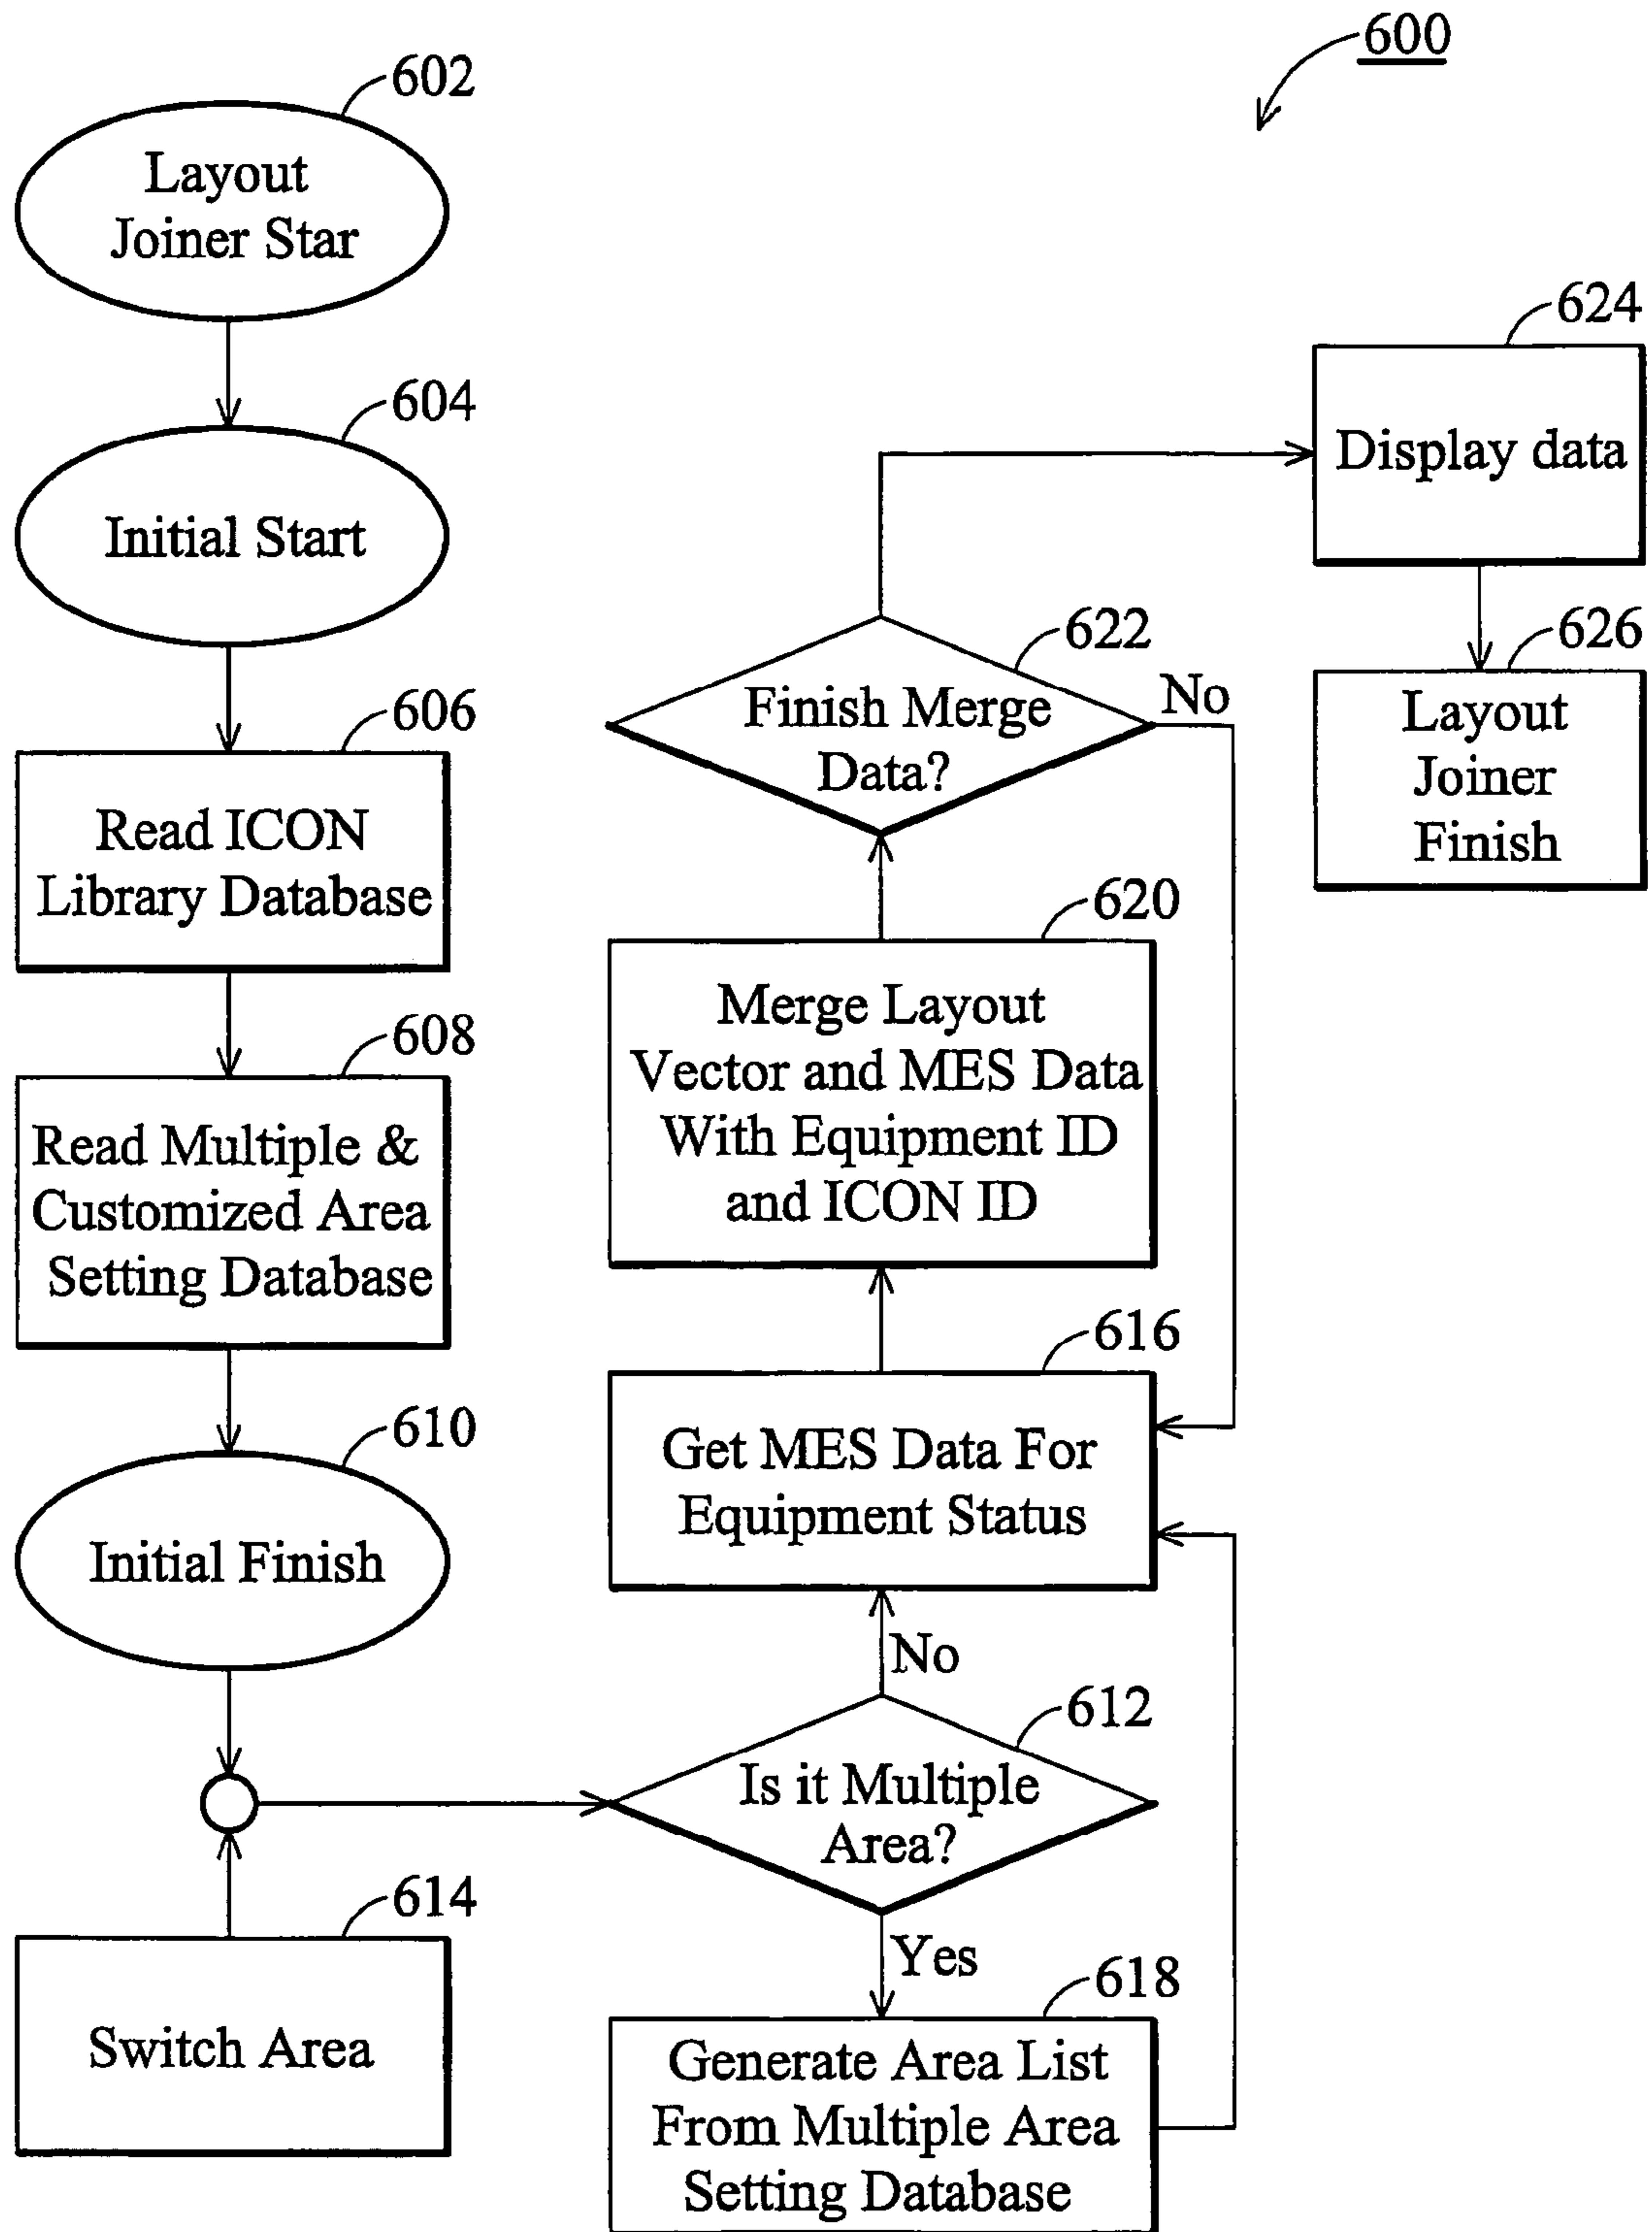 600
602
Layout
Joiner Star
604
Initial Start
606
Read ICON
Library Database
608
Read Multiple &
Customized Area
Setting Database
610
Initial Finish
614
Switch Area
612
Is it Multiple
Area?
No
Yes
618
Generate Area List
From Multiple Area
Setting Database
616
Get MES Data For
Equipment Status
620
Merge Layout
Vector and MES Data
With Equipment ID
and ICON ID
622
Finish Merge
Data?
No
624
Display data
626
Layout
Joiner
Finish